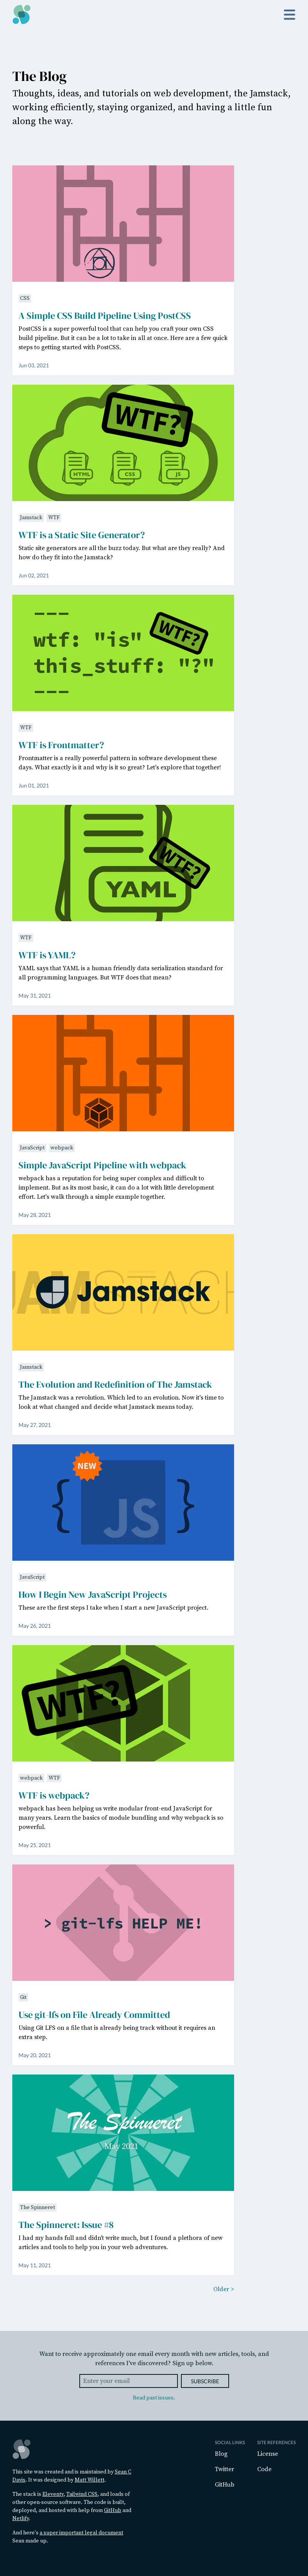 The Blog
Thoughts, ideas, and tutorials on web development, the Jamstack,
working efficiently, staying organized, and having a little fun
along the way.
CSS
A Simple CSS Build Pipeline Using PostCSS
PostCSS is a super powerful tool that can help you craft your own CSS
build pipeline. But it can be a lot to take in all at once. Here are a few quick
steps to getting started with PostCSS.
Jun 03, 2021
WTF?
HTML
CSS
JS
Jamstack WTF
WTF is a Static Site Generator?
Static site generators are all the buzz today. But what are they really? And
how do they fit into the Jamstack?
Jun 02, 2021
---
wtf: "is"
WTF?
this_stuff: "?"
---
WTF
WTF is Frontmatter?
Frontmatter is a really powerful pattern in software development these
days. What exactly is it and why is it so great? Let's explore that together!
Jun 01, 2021
WTF?
YAML
WTF
WTF is YAML?
YAML says that YAML is a human friendly data serialization standard for
all programming languages. But WTF does that mean?
May 31, 2021
JavaScript webpack
Simple JavaScript Pipeline with webpack
webpack has a reputation for being super complex and difficult to
implement. But as its most basic, it can do a lot with little development
effort. Let's walk through a simple example together.
May 28, 2021
JAMSTACK
Jamstack
Jamstack
The Evolution and Redefinition of The Jamstack
The Jamstack was a revolution. Which led to an evolution. Now it's time to
look at what changed and decide what Jamstack means today.
May 27, 2021
NEW
{ JS }
JavaScript
How I Begin New JavaScript Projects
These are the first steps I take when I start a new JavaScript project.
May 26, 2021
WTF?
webpack WTF
WTF is webpack?
webpack has been helping us write modular front-end JavaScript for
many years. Learn the basics of module bundling and why webpack is so
powerful.
May 25, 2021
> git-lfs HELP ME!
Git
Use git-lfs on File Already Committed
Using Git LFS on a file that is already being track without it requires an
extra step.
May 20, 2021
The Spinneret
May 2021
The Spinneret
The Spinneret: Issue #8
I had my hands full and didn't write much, but I found a plethora of new
articles and tools to help you in your web adventures.
May 11, 2021
Older >
Want to receive approximately one email every month with new articles, tools, and
references I've discovered? Sign up below.
Enter your email SUBSCRIBE
Read past issues.
This site was created and is maintained by Sean C
Davis. It was designed by Matt Willett.
The stack is Eleventy, Tailwind CSS, and loads of
other open-source software. The code is built,
deployed, and hosted with help from GitHub and
Netlify.
And here's a super important legal document
Sean made up.
SOCIAL LINKS
Blog
Twitter
GitHub
SITE REFERENCES
License
Code